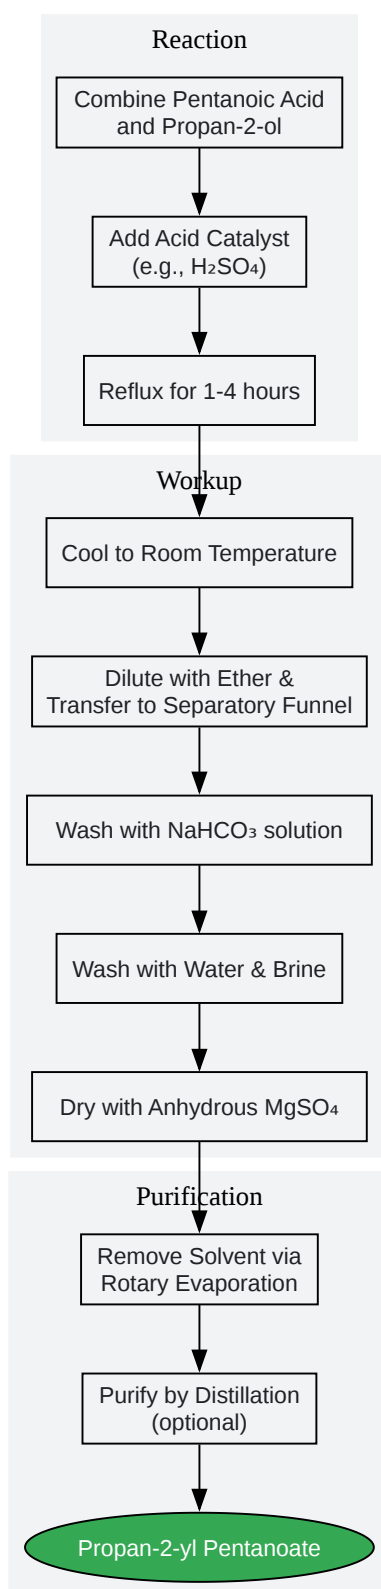 Reaction
Combine Pentanoic Acid
and Propan-2-ol
Add Acid Catalyst
(e.g., H₂SO₄)
Reflux for 1-4 hours
Workup
Cool to Room Temperature
Dilute with Ether &
Transfer to Separatory Funnel
Wash with NaHCO₃ solution
Wash with Water & Brine
Dry with Anhydrous MgSO₄
Purification
Remove Solvent via
Rotary Evaporation
Purify by Distillation
(optional)
Propan-2-yl Pentanoate